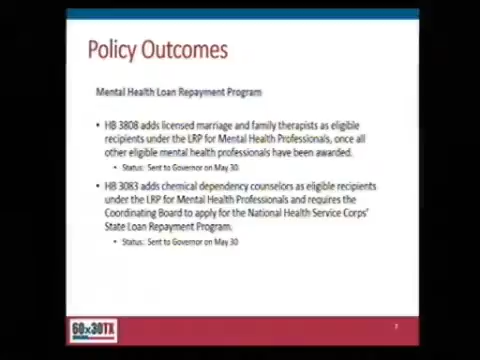 Policy Outcomes
Mental Health Loan Repayment Program
• HB 3808 adds licensed marriage and family therapists as eligible
recipients under the LRP for Mental Health Professionals, once all
other eligible mental health professionals have been awarded.
• Status: Sent to Governor on May 30
• HB 3083 adds chemical dependency counselors as eligible recipients
under the LRP for Mental Health Professionals and requires the
Coordinating Board to apply for the National Health Service Corps'
State Loan Repayment Program.
• Status: Sent to Governor on May 30
60x30TX
7